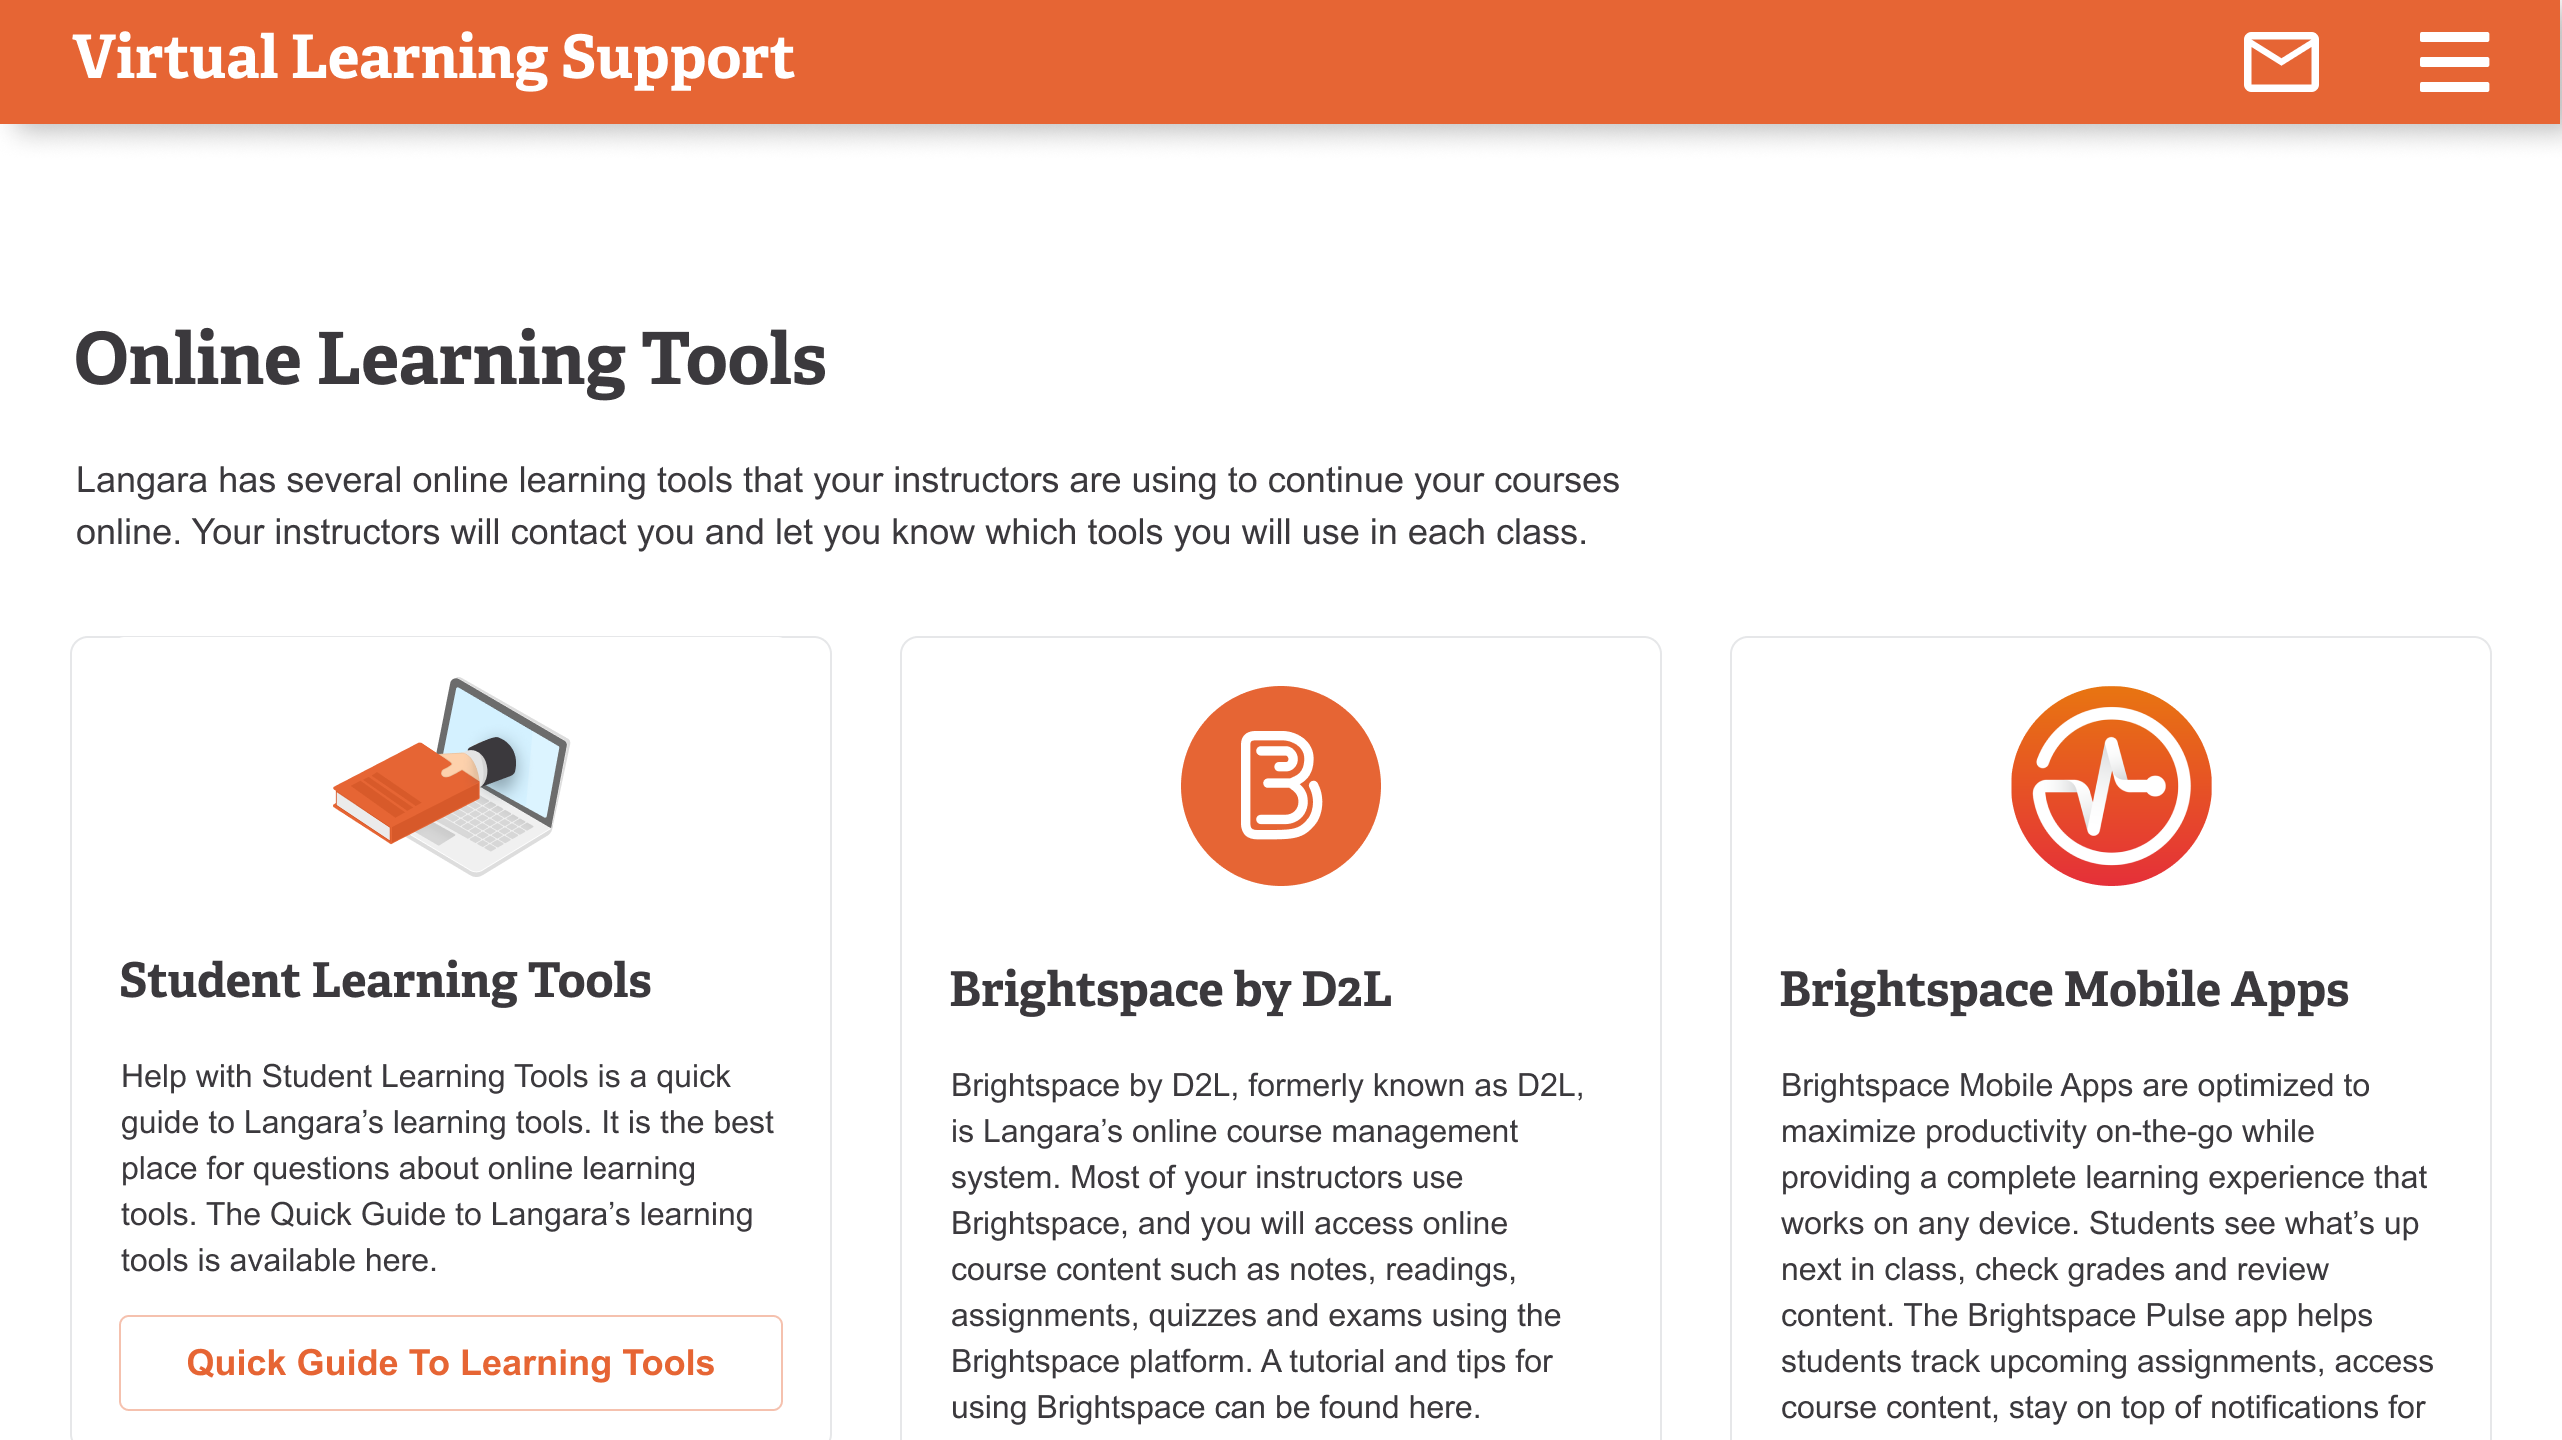 Virtual Learning Support
Online Learning Tools
Langara has several online learning tools that your instructors are using to continue your courses
online. Your instructors will contact you and let you know which tools you will use in each class.
Student Learning Tools
Help with Student Learning Tools is a quick
guide to Langara’s learning tools. It is the best
place for questions about online learning
tools. The Quick Guide to Langara’s learning
tools is available here.
Quick Guide To Learning Tools
Brightspace by D2L
Brightspace by D2L, formerly known as D2L,
is Langara’s online course management
system. Most of your instructors use
Brightspace, and you will access online
course content such as notes, readings,
assignments, quizzes and exams using the
Brightspace platform. A tutorial and tips for
using Brightspace can be found here.
Brightspace Mobile Apps
Brightspace Mobile Apps are optimized to
maximize productivity on-the-go while
providing a complete learning experience that
works on any device. Students see what’s up
next in class, check grades and review
content. The Brightspace Pulse app helps
students track upcoming assignments, access
course content, stay on top of notifications for